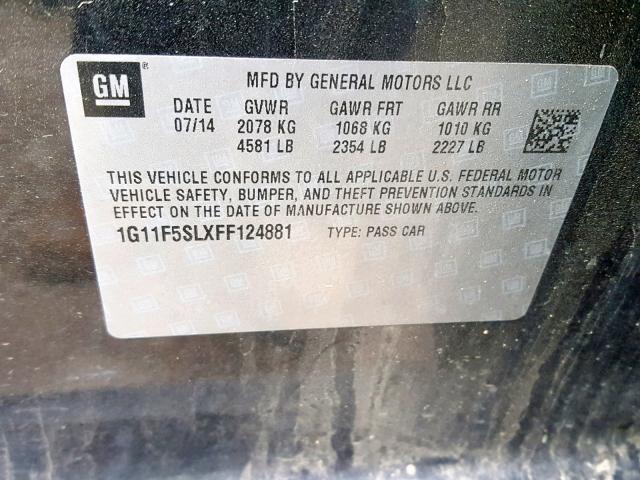 GM ® MFD BY GENERAL MOTORS LLC
DATE GVWR GAWR FRT GAWR RR
07/14 2078 KG 1068 KG 1010 KG
4581 LB 2354 LB 2227 LB
THIS VEHICLE CONFORMS TO ALL APPLICABLE U.S. FEDERAL MOTOR
VEHICLE SAFETY, BUMPER, AND THEFT PREVENTION STANDARDS IN
EFFECT ON THE DATE OF MANUFACTURE SHOWN ABOVE.
1G11F5SLXFF124881 TYPE: PASS CAR